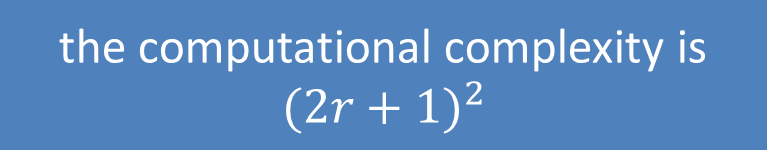 the computational complexity is
(2r + 1)²